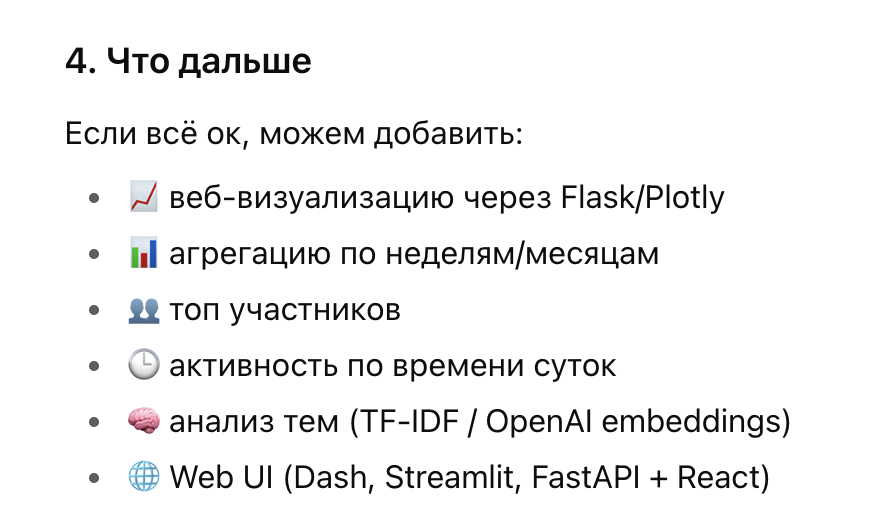 4. Что дальше
Если всё ок, можем добавить:
• 📈 веб-визуализацию через Flask/Plotly
• 📊 агрегацию по неделям/месяцам
• 👥 топ участников
• 🕒 активность по времени суток
• 🧠 анализ тем (TF-IDF / OpenAI embeddings)
• 🌐 Web UI (Dash, Streamlit, FastAPI + React)